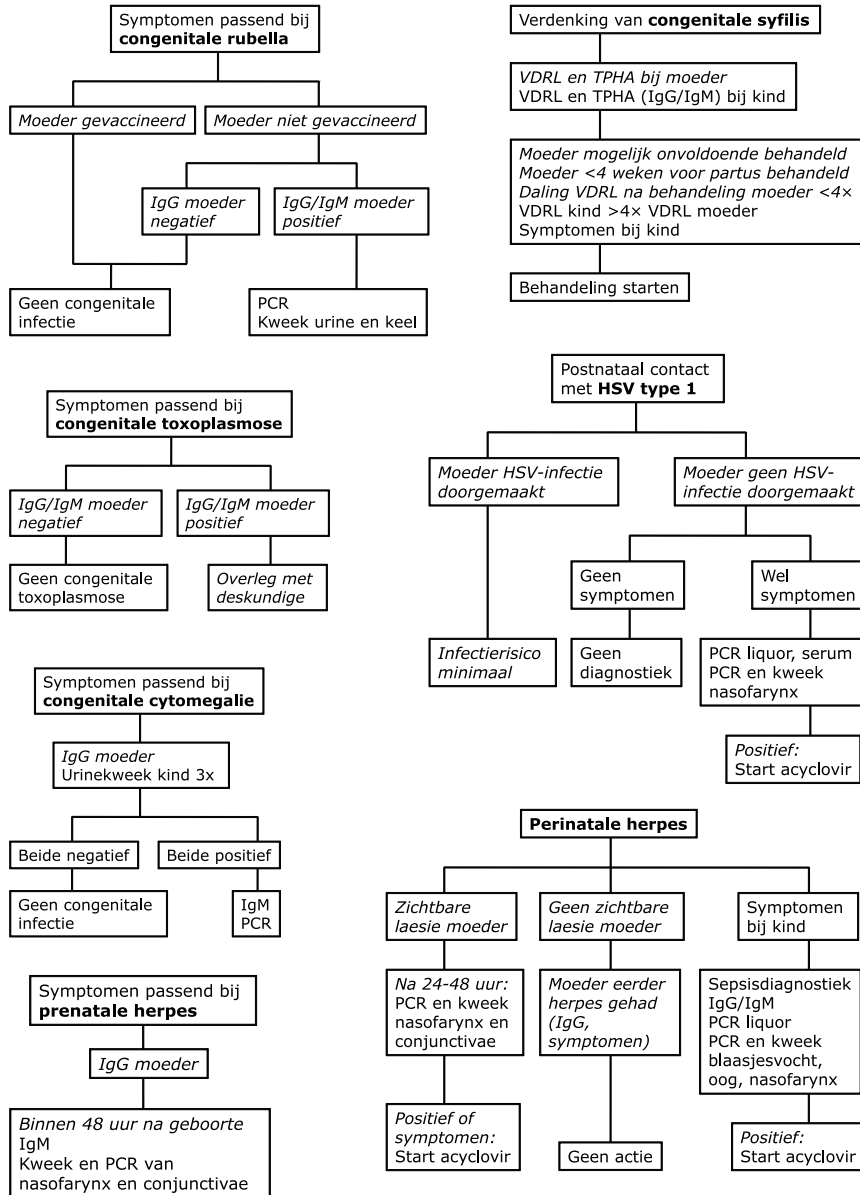 Symptomen passend bij
congenitale rubella
Moeder gevaccineerd
Moeder niet gevaccineerd
IgG moeder
negatief
IgG/IgM moeder
positief
Geen congenitale
infectie
PCR
Kweek urine en keel
Symptomen passend bij
congenitale toxoplasmose
IgG/IgM moeder
negatief
IgG/IgM moeder
positief
Geen congenitale
toxoplasmose
Overleg met
deskundige
Symptomen passend bij
congenitale cytomegalie
IgG moeder
Urinekweek kind 3x
Beide negatief
Beide positief
Geen congenitale
infectie
IgM
PCR
Symptomen passend bij
prenatale herpes
IgG moeder
Binnen 48 uur na geboorte
IgM
Kweek en PCR van
nasofarynx en conjunctivae
Verdenking van congenitale syfilis
VDRL en TPHA bij moeder
VDRL en TPHA (IgG/IgM) bij kind
Moeder mogelijk onvoldoende behandeld
Moeder <4 weken voor partus behandeld
Daling VDRL na behandeling moeder <4×
VDRL kind >4× VDRL moeder
Symptomen bij kind
Behandeling starten
Postnataal contact
met HSV type 1
Moeder HSV-infectie
doorgemaakt
Moeder geen HSV-
infectie doorgemaakt
Geen
symptomen
Wel
symptomen
Infectierisico
minimaal
Geen
diagnostiek
PCR liquor, serum
PCR en kweek
nasofarynx
Positief:
Start acyclovir
Perinatale herpes
Zichtbare
laesie moeder
Geen zichtbare
laesie moeder
Symptomen
bij kind
Na 24-48 uur:
PCR en kweek
nasofarynx en
conjunctivae
Moeder eerder
herpes gehad
(IgG,
symptomen)
Sepsisdiagnostiek
IgG/IgM
PCR liquor
PCR en kweek
blaasjesvocht,
oog, nasofarynx
Positief of
symptomen:
Start acyclovir
Geen actie
Positief:
Start acyclovir